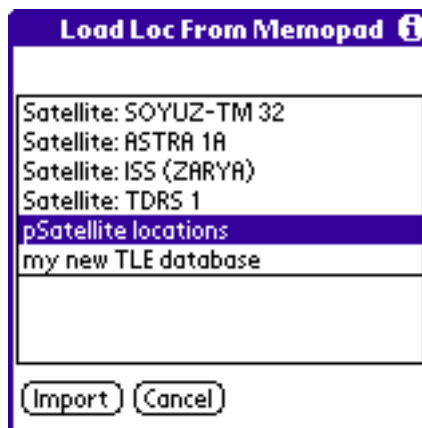 Load Loc From Memopad i
Satellite: SOYUZ-TM 32
Satellite: ASTRA 1A
Satellite: ISS (ZARYA)
Satellite: TDRS 1
pSatellite locations
my new TLE database
Import Cancel